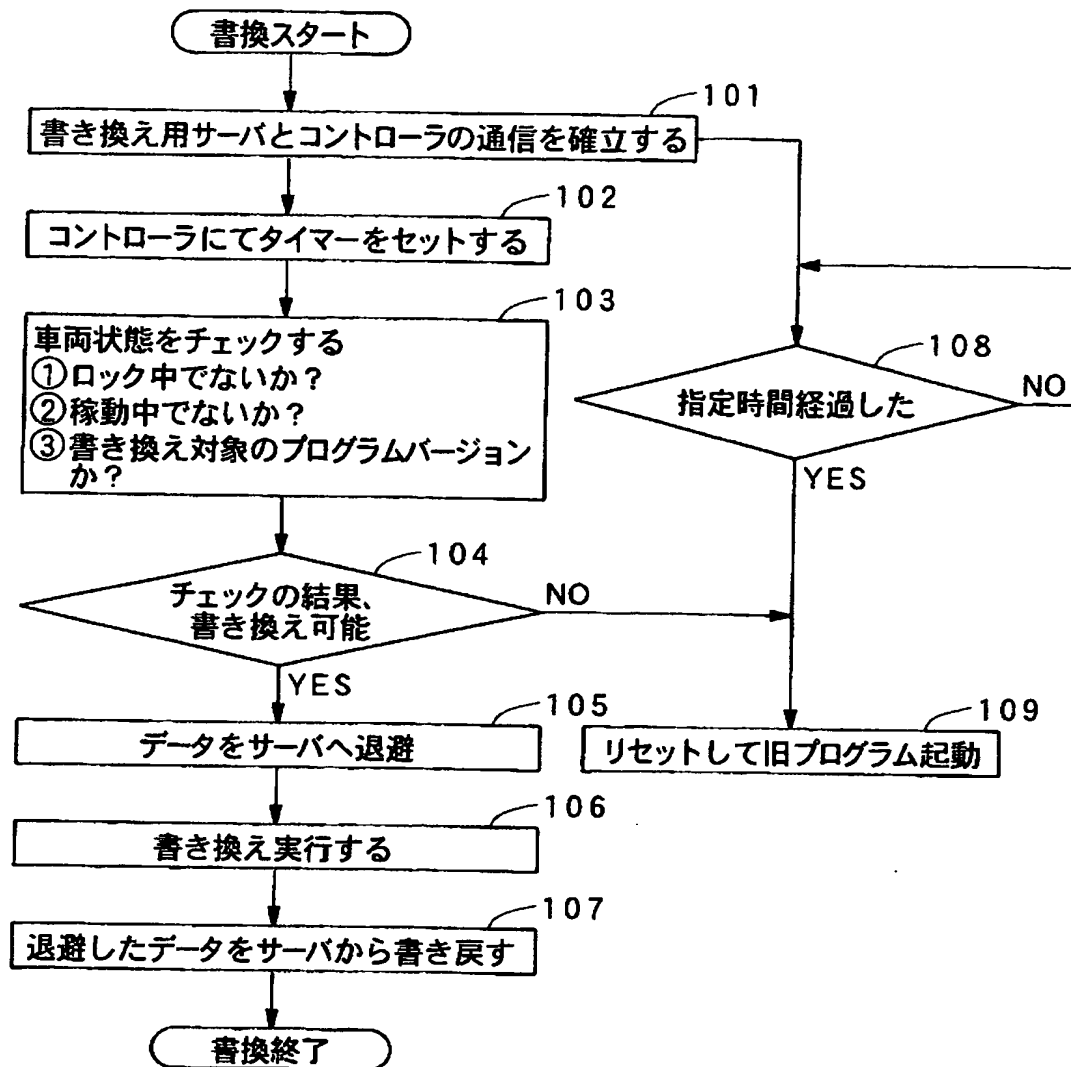 書換スタート
101
書き換え用サーバとコントローラの通信を確立する
102
コントローラにてタイマーをセットする
103
車両状態をチェックする
①ロック中でないか？
②稼動中でないか？
③書き換え対象のプログラムバージョン
か？
104
チェックの結果、
書き換え可能
NO
YES
105
データをサーバへ退避
106
書き換え実行する
107
退避したデータをサーバから書き戻す
書換終了
108
指定時間経過した
NO
YES
109
リセットして旧プログラム起動